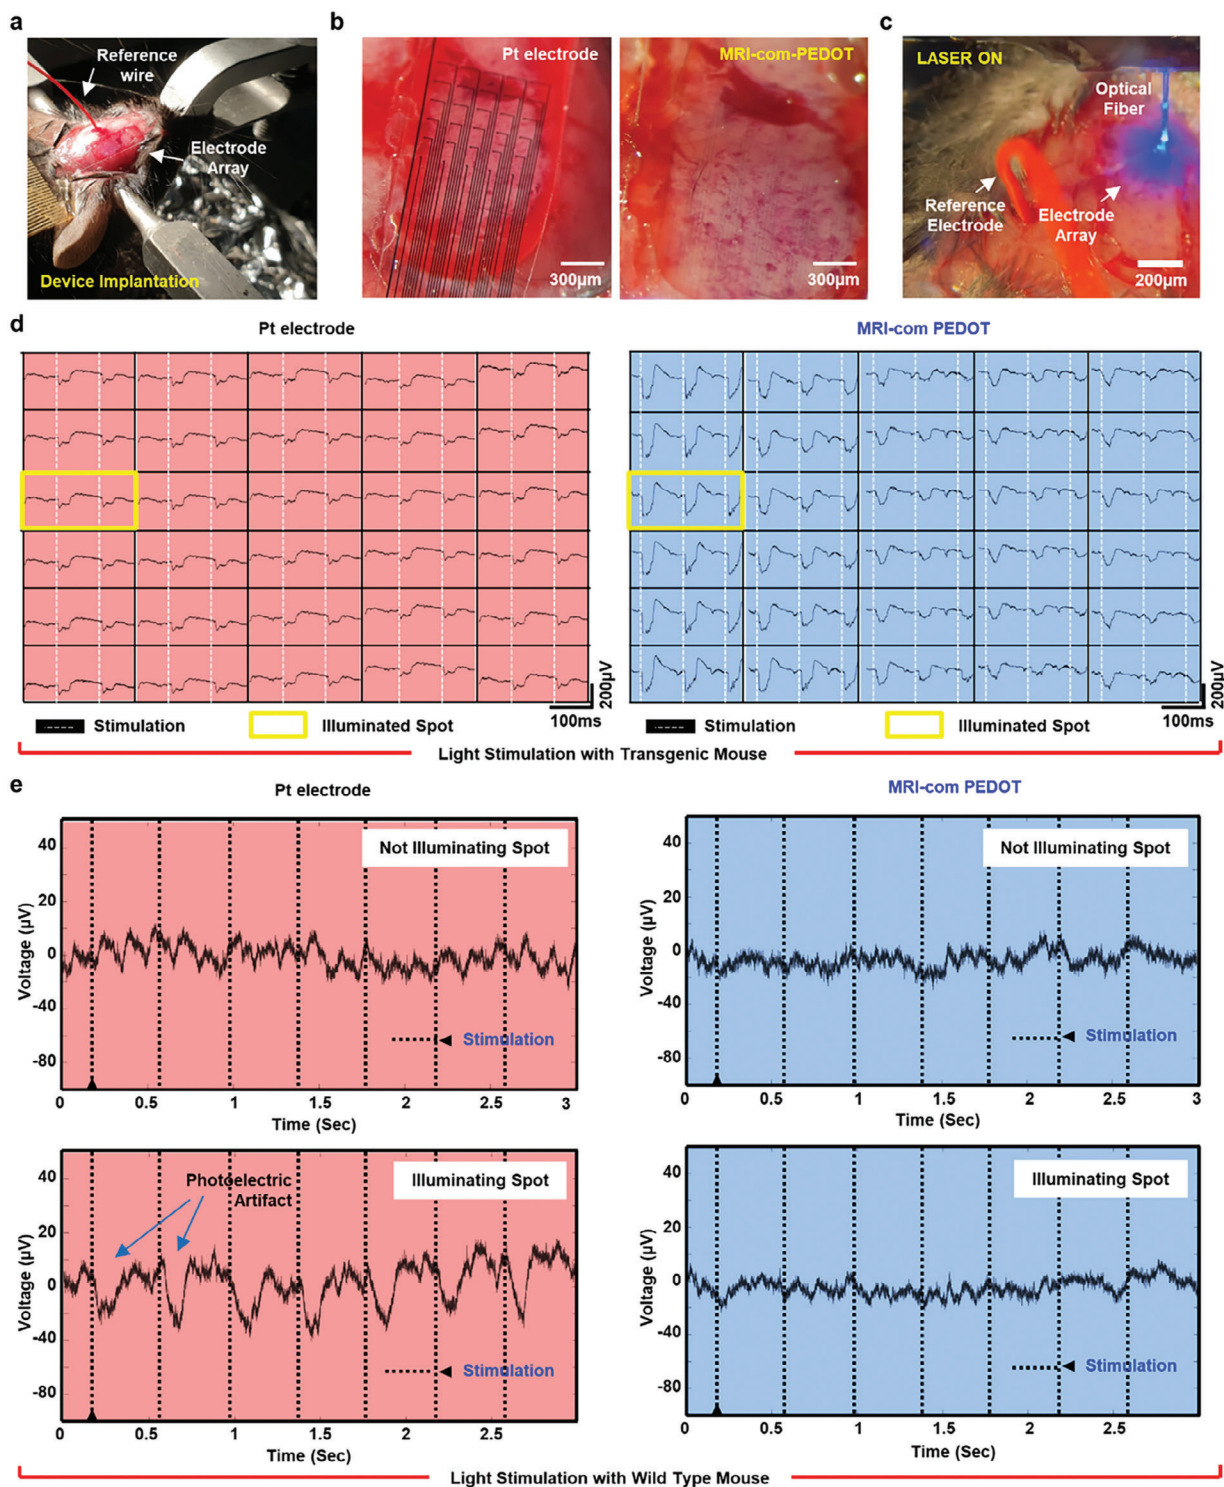 a
Reference
wire
Electrode
Array
Device Implantation
b
Pt electrode
300µm
MRI-com-PEDOT
300µm
c
LASER ON
Optical
Fiber
Reference
Electrode
Electrode
Array
200µm
d
Pt electrode
MRI-com PEDOT
200µV
100ms
200µV
100ms
Stimulation
Illuminated Spot
Stimulation
Illuminated Spot
Light Stimulation with Transgenic Mouse
e
Pt electrode
MRI-com PEDOT
Not Illuminating Spot
Voltage (µV)
40
20
0
-40
-80
Stimulation
0 0.5 1 1.5 2 2.5 3
Time (Sec)
Not Illuminating Spot
Voltage (µV)
40
20
0
-40
-80
Stimulation
0 0.5 1 1.5 2 2.5 3
Time (Sec)
Illuminating Spot
Photoelectric
Artifact
Voltage (µV)
40
20
0
-40
-80
Stimulation
0 0.5 1 1.5 2 2.5
Time (Sec)
Illuminating Spot
Voltage (µV)
40
20
0
-40
-80
Stimulation
0 0.5 1 1.5 2 2.5 3
Time (Sec)
Light Stimulation with Wild Type Mouse